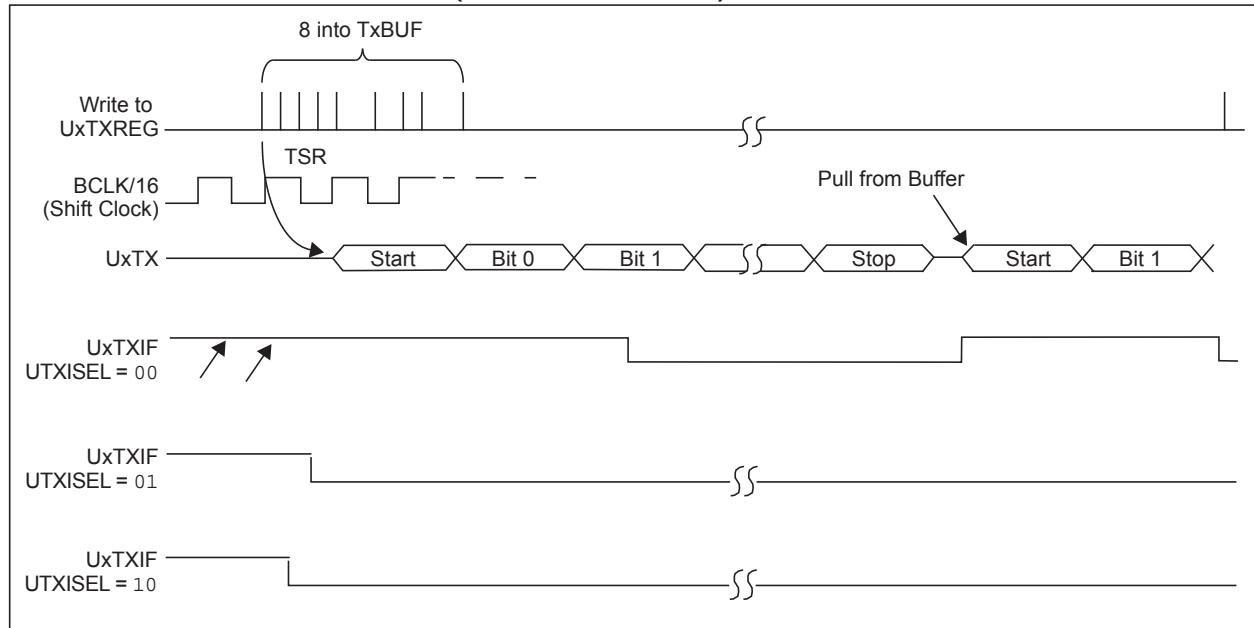 8 into TxBUF
Write to
UxTXREG
TSR
BCLK/16
(Shift Clock)
Pull from Buffer
UxTX
Start
Bit 0
Bit 1
Stop
Start
Bit 1
UxTXIF
UTXISEL = 00
UxTXIF
UTXISEL = 01
UxTXIF
UTXISEL = 10